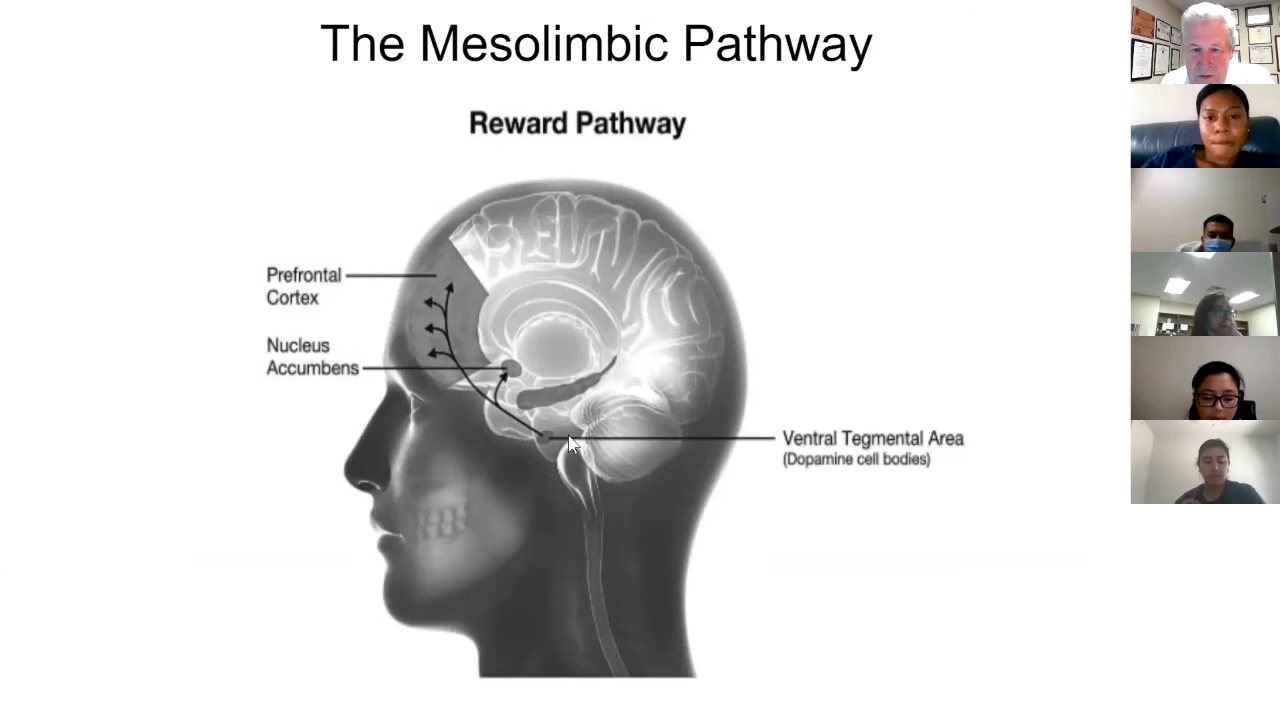 The Mesolimbic Pathway
Reward Pathway
Prefrontal
Cortex
Nucleus
Accumbens
Ventral Tegmental Area
(Dopamine cell bodies)